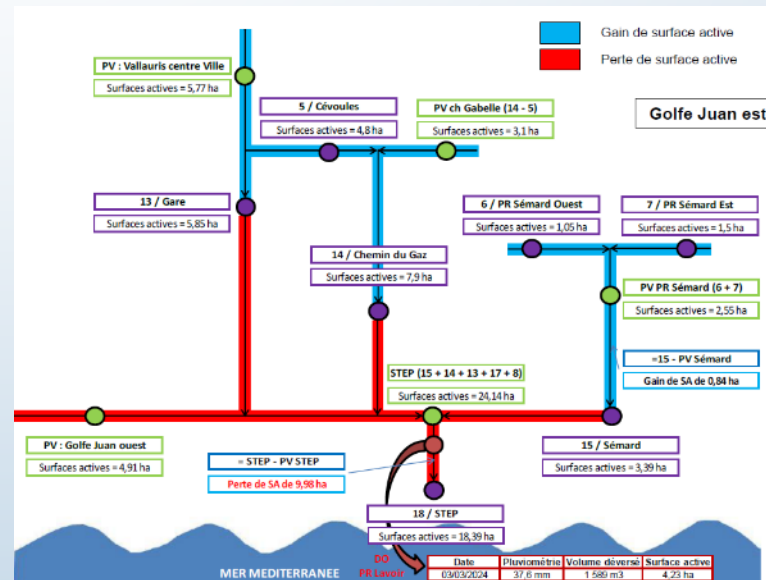 Gain de surface active
Perte de surface active
PV : Vallauris centre Ville
Surfaces actives = 5,77 ha
5 / Cévoules
Surfaces actives = 4,8 ha
PV ch Gabelle (14 - 5)
Surfaces actives = 3,1 ha
Golfe Juan est
13 / Gare
Surfaces actives = 5,85 ha
6 / PR Sémard Ouest
Surfaces actives = 1,05 ha
7 / PR Sémard Est
Surfaces actives = 1,5 ha
14 / Chemin du Gaz
Surfaces actives = 7,9 ha
PV PR Sémard (6 + 7)
Surfaces actives = 2,55 ha
=15 - PV Sémard
Gain de SA de 0,84 ha
STEP (15 + 14 + 13 + 17 + 8)
Surfaces actives = 24,14 ha
PV : Golfe Juan ouest
Surfaces actives = 4,91 ha
= STEP - PV STEP
Perte de SA de 9,98 ha
15 / Sémard
Surfaces actives = 3,39 ha
18 / STEP
Surfaces actives = 18,39 ha
DO
PR Lavoir
MER MEDITERRANEE
Date Pluviométrie Volume déversé Surface active
03/03/2024 37,6 mm 1 589 m3 4,23 ha